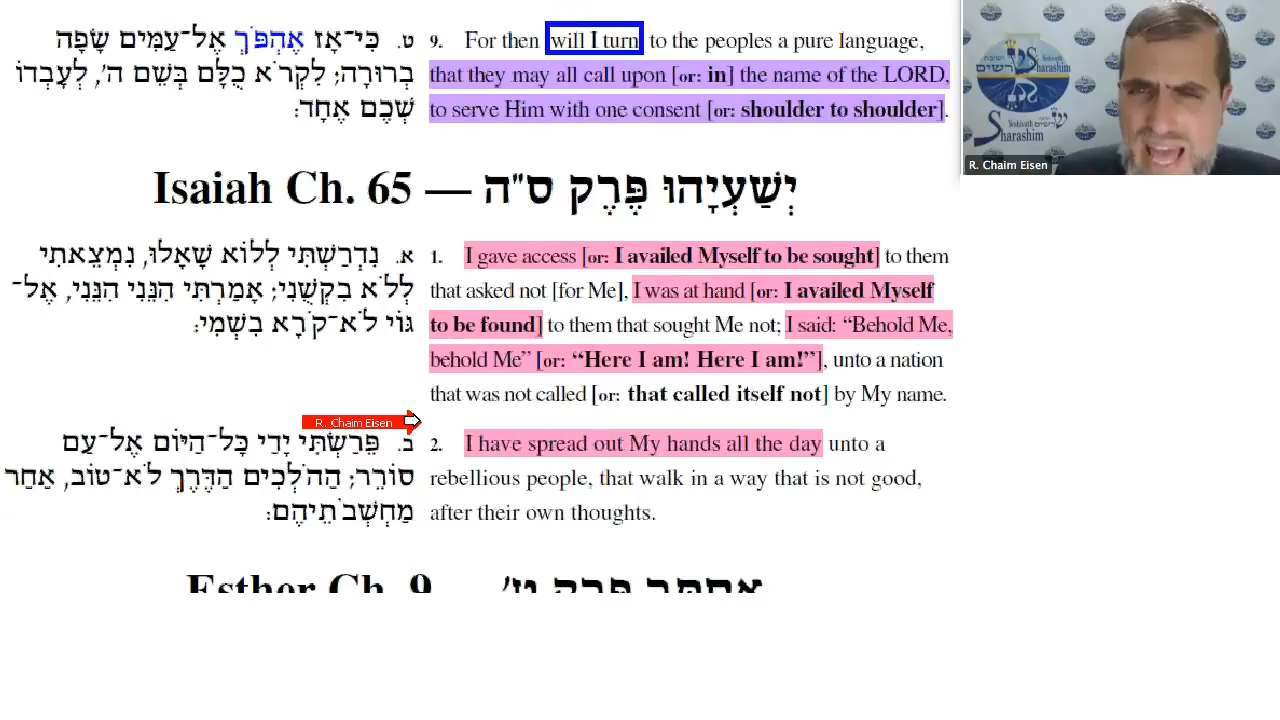 ט. כִּי־אָז אֶהְפֹּךְ אֶל־עַמִּים שָׂפָה
בְרוּרָה; לִקְרֹא כֻלָּם בְּשֵׁם ה', לְעָבְדוֹ
שְׁכֶם אֶחָד:
9. For then will I turn to the peoples a pure language,
that they may all call upon [or: in] the name of the LORD,
to serve Him with one consent [or: shoulder to shoulder].
Isaiah Ch. 65 — יְשַׁעְיָהוּ פֶּרֶק ס"ה
א. נִדְרַשְׁתִּי לְלוֹא שָׁאָלוּ, נִמְצֵאתִי
לְלֹא בִקְשֻׁנִי; אָמַרְתִּי הִנֵּנִי הִנֵּנִי, אֶל־
גּוֹי לֹא־קֹרָא בִשְׁמִי:
1. I gave access [or: I availed Myself to be sought] to them
that asked not [for Me], I was at hand [or: I availed Myself
to be found] to them that sought Me not; I said: “Behold Me,
behold Me” [or: “Here I am! Here I am!”], unto a nation
that was not called [or: that called itself not] by My name.
R. Chaim Eisen
ב. פֵּרַשְׂתִּי יָדַי כָּל־הַיּוֹם אֶל־עַם
סוֹרֵר; הַהֹלְכִים הַדֶּרֶךְ לֹא־טוֹב, אַחַר
מַחְשְׁבֹתֵיהֶם:
2. I have spread out My hands all the day unto a
rebellious people, that walk in a way that is not good,
after their own thoughts.
Esther Ch. 9 אֶסְתֵּר פֶּרֶק ט'
Yeshivath
Sharashim
Yeshivath
Sharashim
R. Chaim Eisen